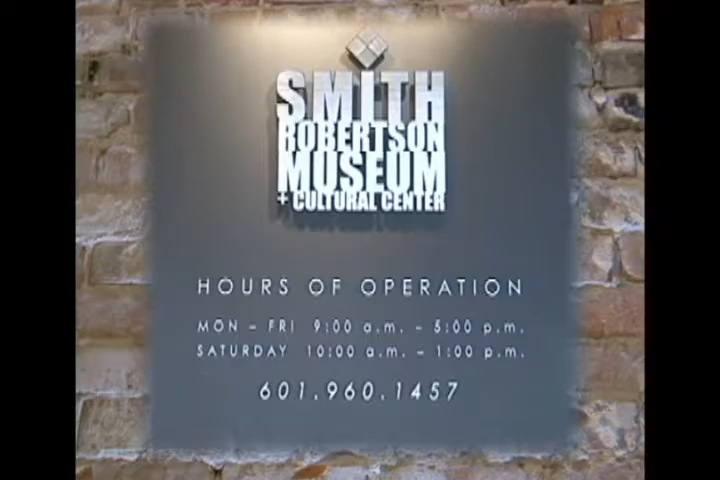 SMITH
ROBERTSON
MUSEUM
+ CULTURAL CENTER
HOURS OF OPERATION
MON – FRI 9:00 a.m. – 5:00 p.m.
SATURDAY 10:00 a.m. – 1:00 p.m.
601.960.1457